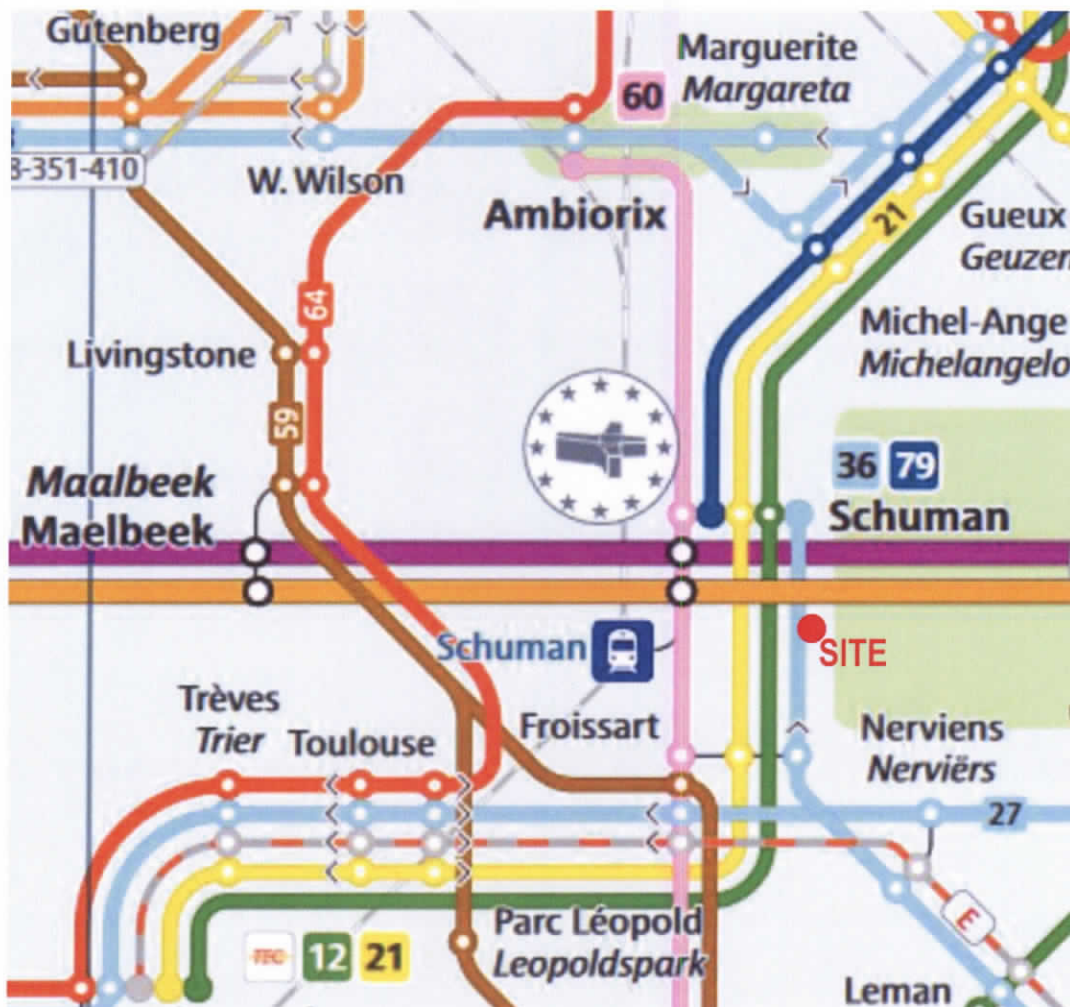 Gutenberg
Marguerite
Margareta
60
8-351-410
W. Wilson
Ambiorix
21
Gueux
Geuzen
64
Livingstone
Michel-Ange
Michelangelo
59
36 79
Schuman
Maalbeek
Maelbeek
Schuman
SITE
Trèves
Trier
Toulouse
Froissart
Nerviens
Nerviërs
27
Parc Léopold
Leopoldspark
E
TEC 12 21
Leman